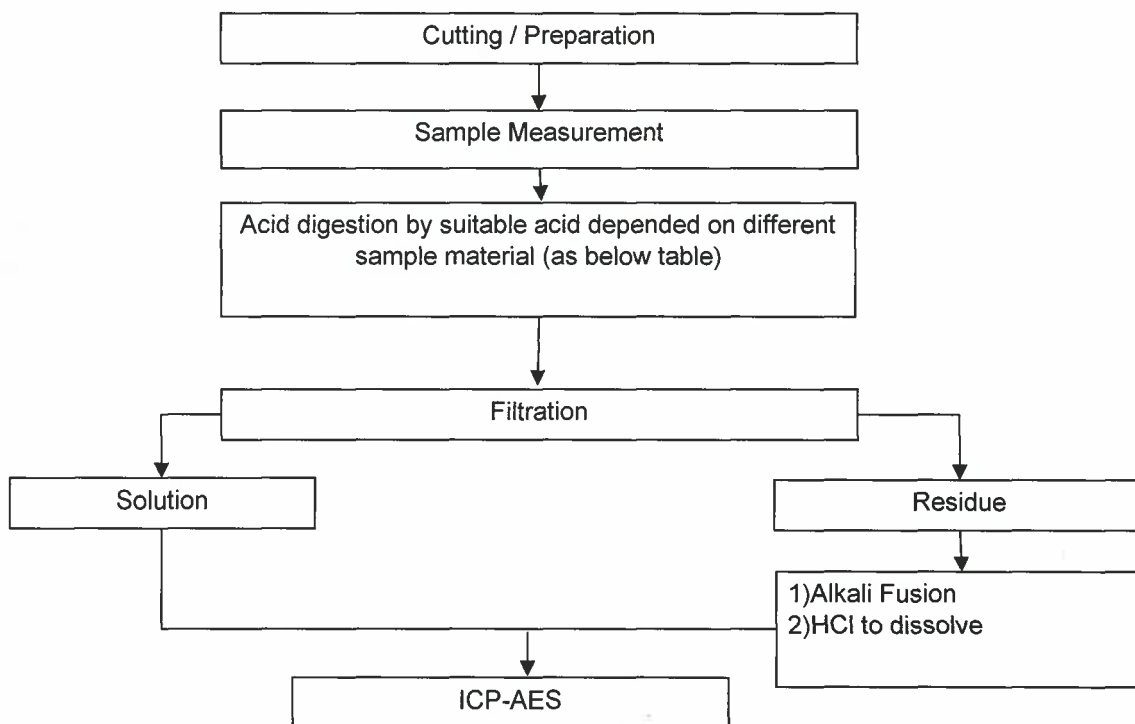 Cutting / Preparation
Sample Measurement
Acid digestion by suitable acid depended on different
sample material (as below table)
Filtration
Solution
Residue
1)Alkali Fusion
2)HCl to dissolve
ICP-AES